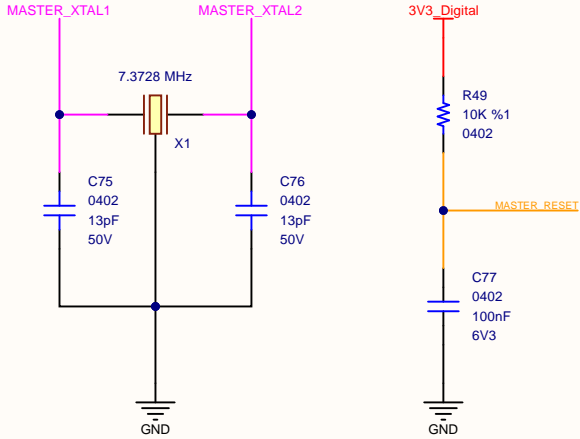 MASTER_XTAL1
MASTER_XTAL2
7.3728 MHz
X1
C75
0402
13pF
50V
C76
0402
13pF
50V
GND
3V3_Digital
R49
10K %1
0402
MASTER_RESET
C77
0402
100nF
6V3
GND